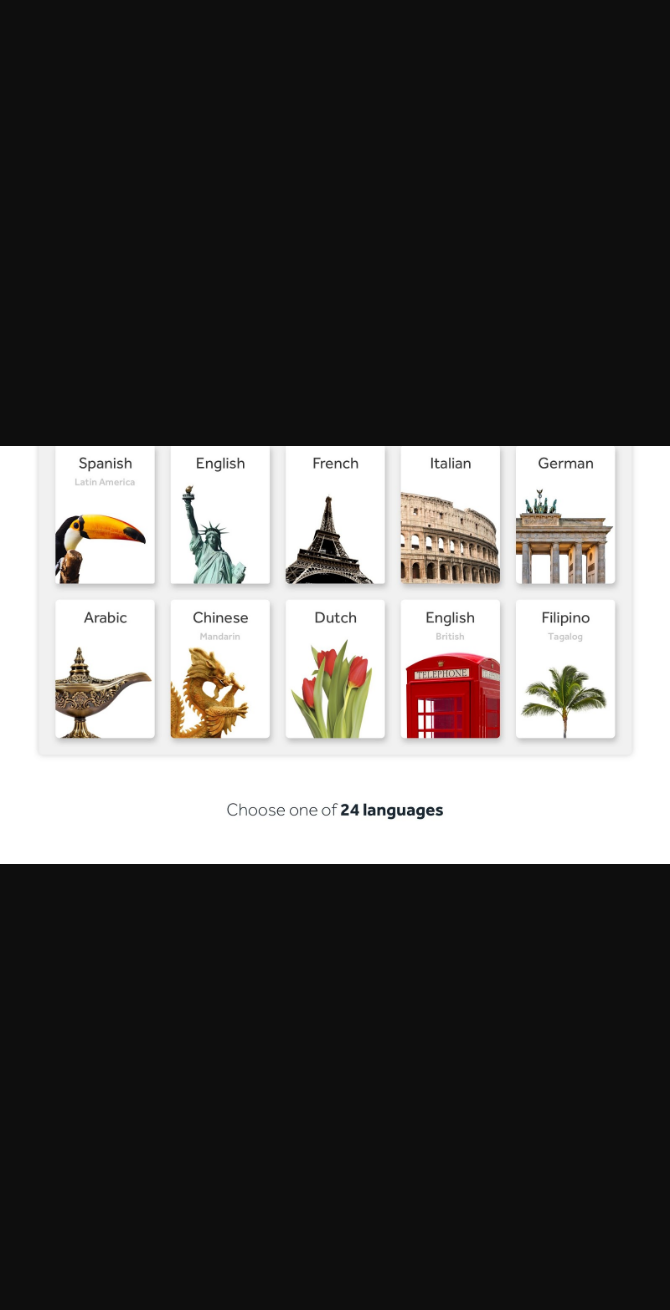 Spanish
Latin America
English
French
Italian
German
Arabic
Chinese
Mandarin
Dutch
English
British
TELEPHONE
Filipino
Tagalog
Choose one of 24 languages